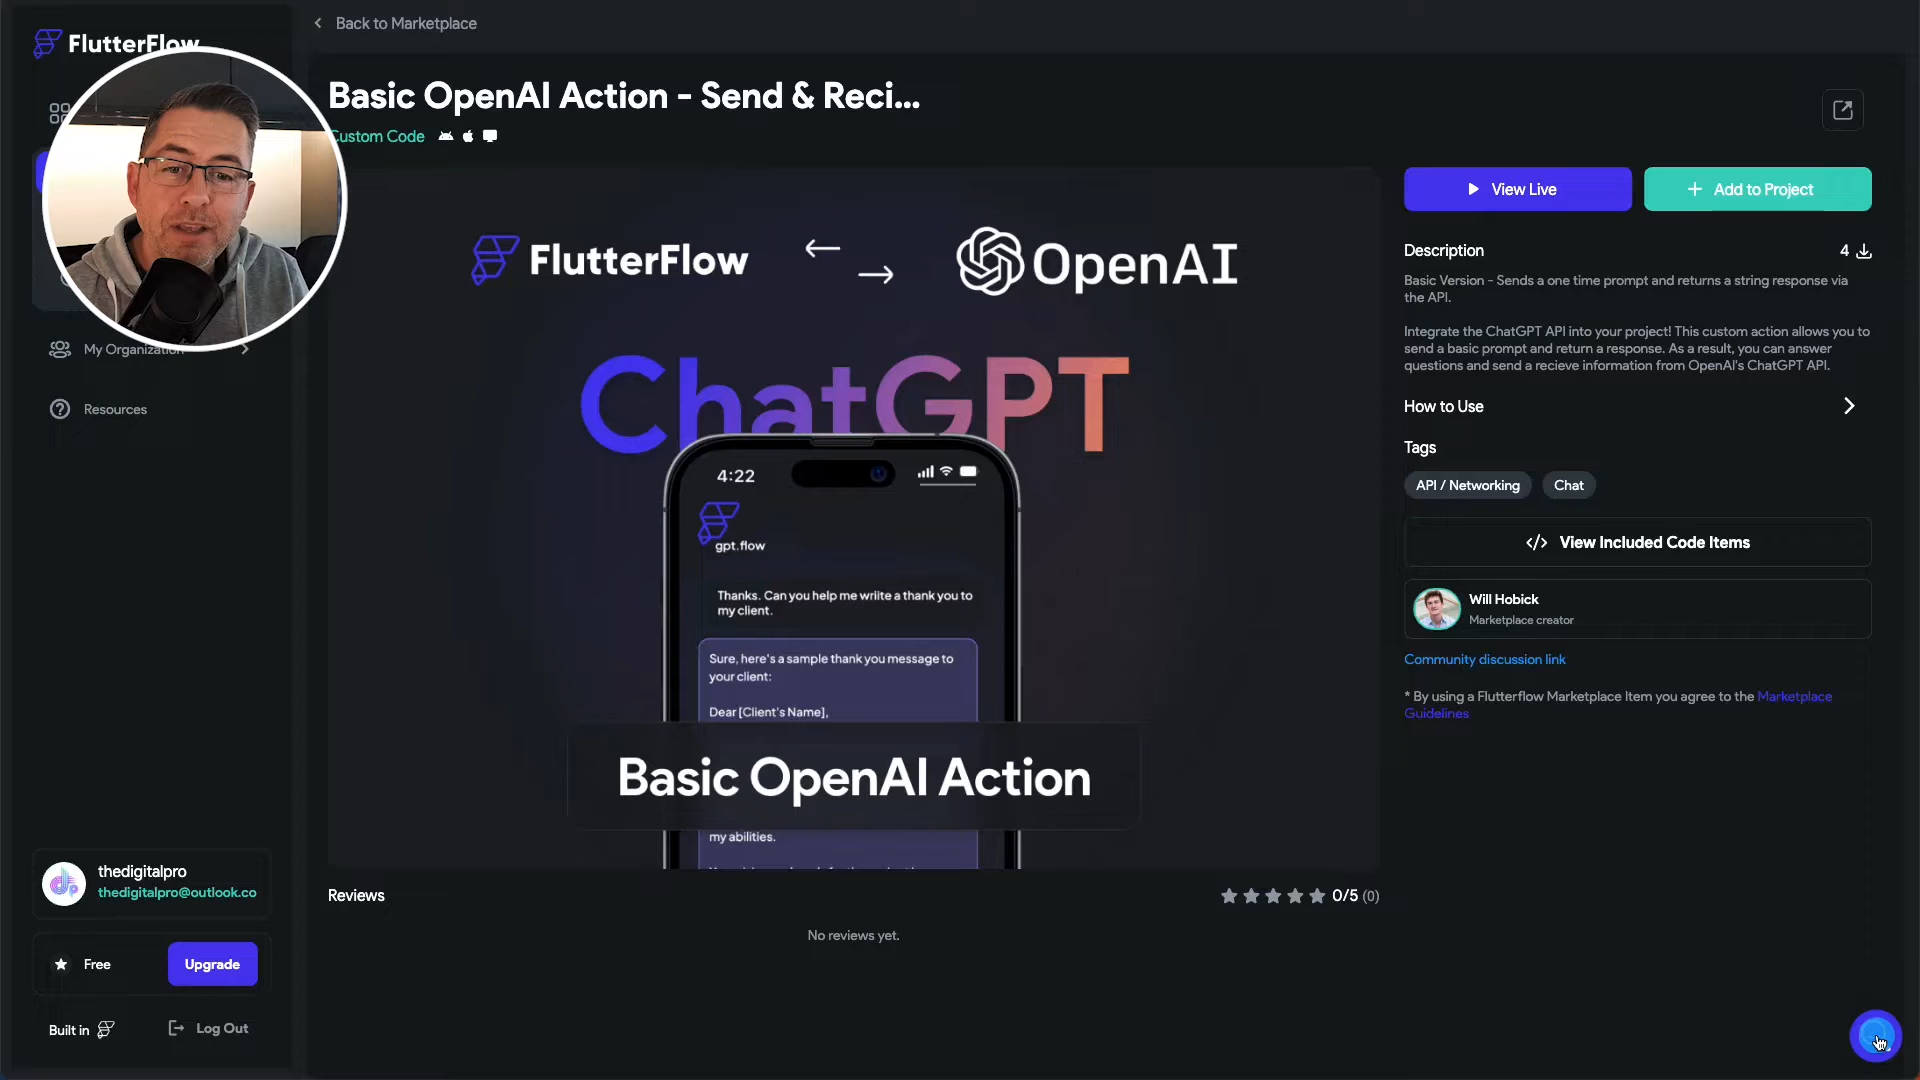 FlutterFlow
Back to Marketplace
Basic OpenAI Action - Send & Reci...
Custom Code
My Organization
Resources
FlutterFlow
OpenAI
ChatGPT
4:22
gpt.flow
Thanks. Can you help me wrlite a thank you to
my client.
Sure, here's a sample thank you message to
your client:
Dear [Client's Name],
Basic OpenAI Action
my abilities.
Reviews
0/5 (0)
No reviews yet.
View Live
Add to Project
Description
4
Basic Version - Sends a one time prompt and returns a string response via
the API.
Integrate the ChatGPT API into your project! This custom action allows you to
send a basic prompt and return a response. As a result, you can answer
questions and send a recieve information from OpenAI's ChatGPT API.
How to Use
Tags
API / Networking
Chat
</> View Included Code Items
Will Hobick
Marketplace creator
Community discussion link
* By using a Flutterflow Marketplace Item you agree to the Marketplace
Guidelines
thedigitalpro
thedigitalpro@outlook.co
Free
Upgrade
Built in
Log Out